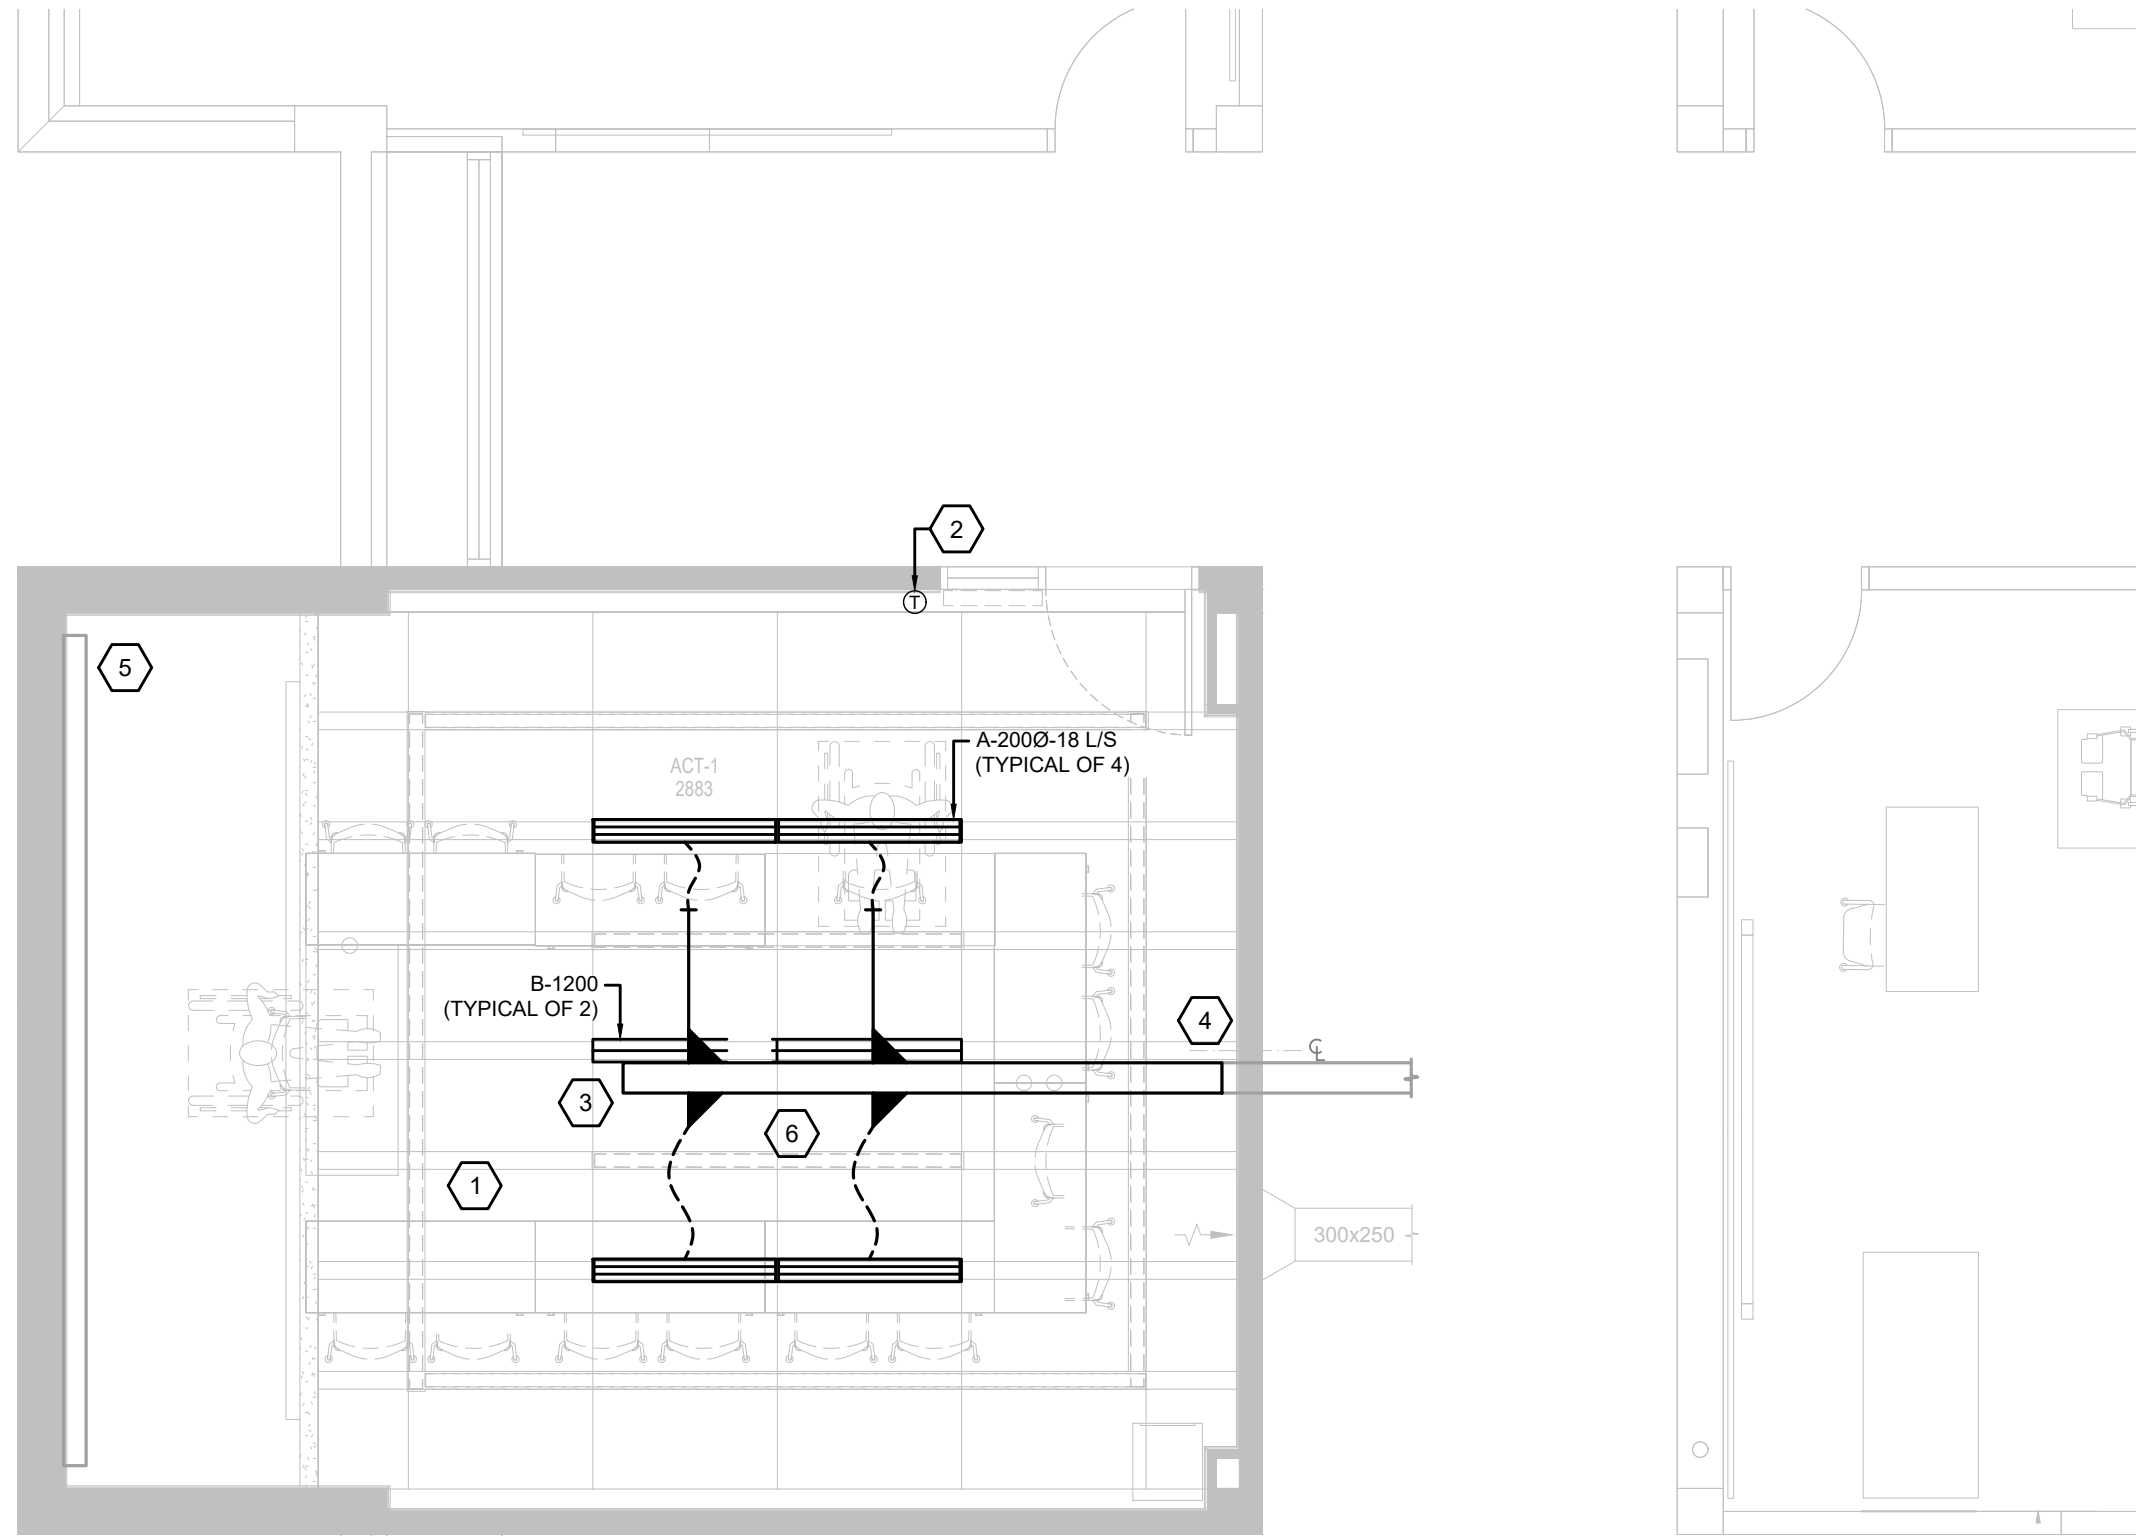 2
5
A-200Ø-18 L/S
(TYPICAL OF 4)
T
ACT-1
2883
B-1200
(TYPICAL OF 2)
4
℄
3
6
1
300x250